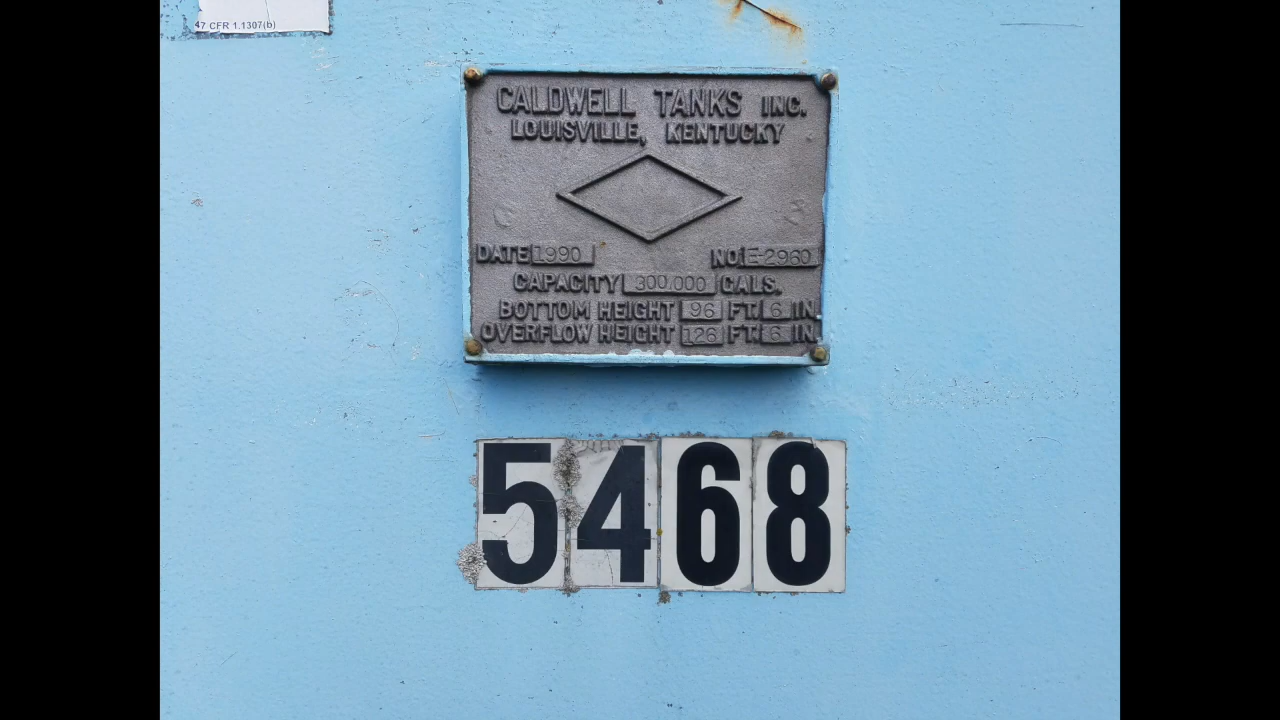 47 CFR 1.1307(b)
CALDWELL TANKS INC.
LOUISVILLE, KENTUCKY
DATE 1990 NO. E-2960
CAPACITY 300,000 GALS.
BOTTOM HEIGHT 96 FT. 6 IN.
OVERFLOW HEIGHT 126 FT. 6 IN.
5468